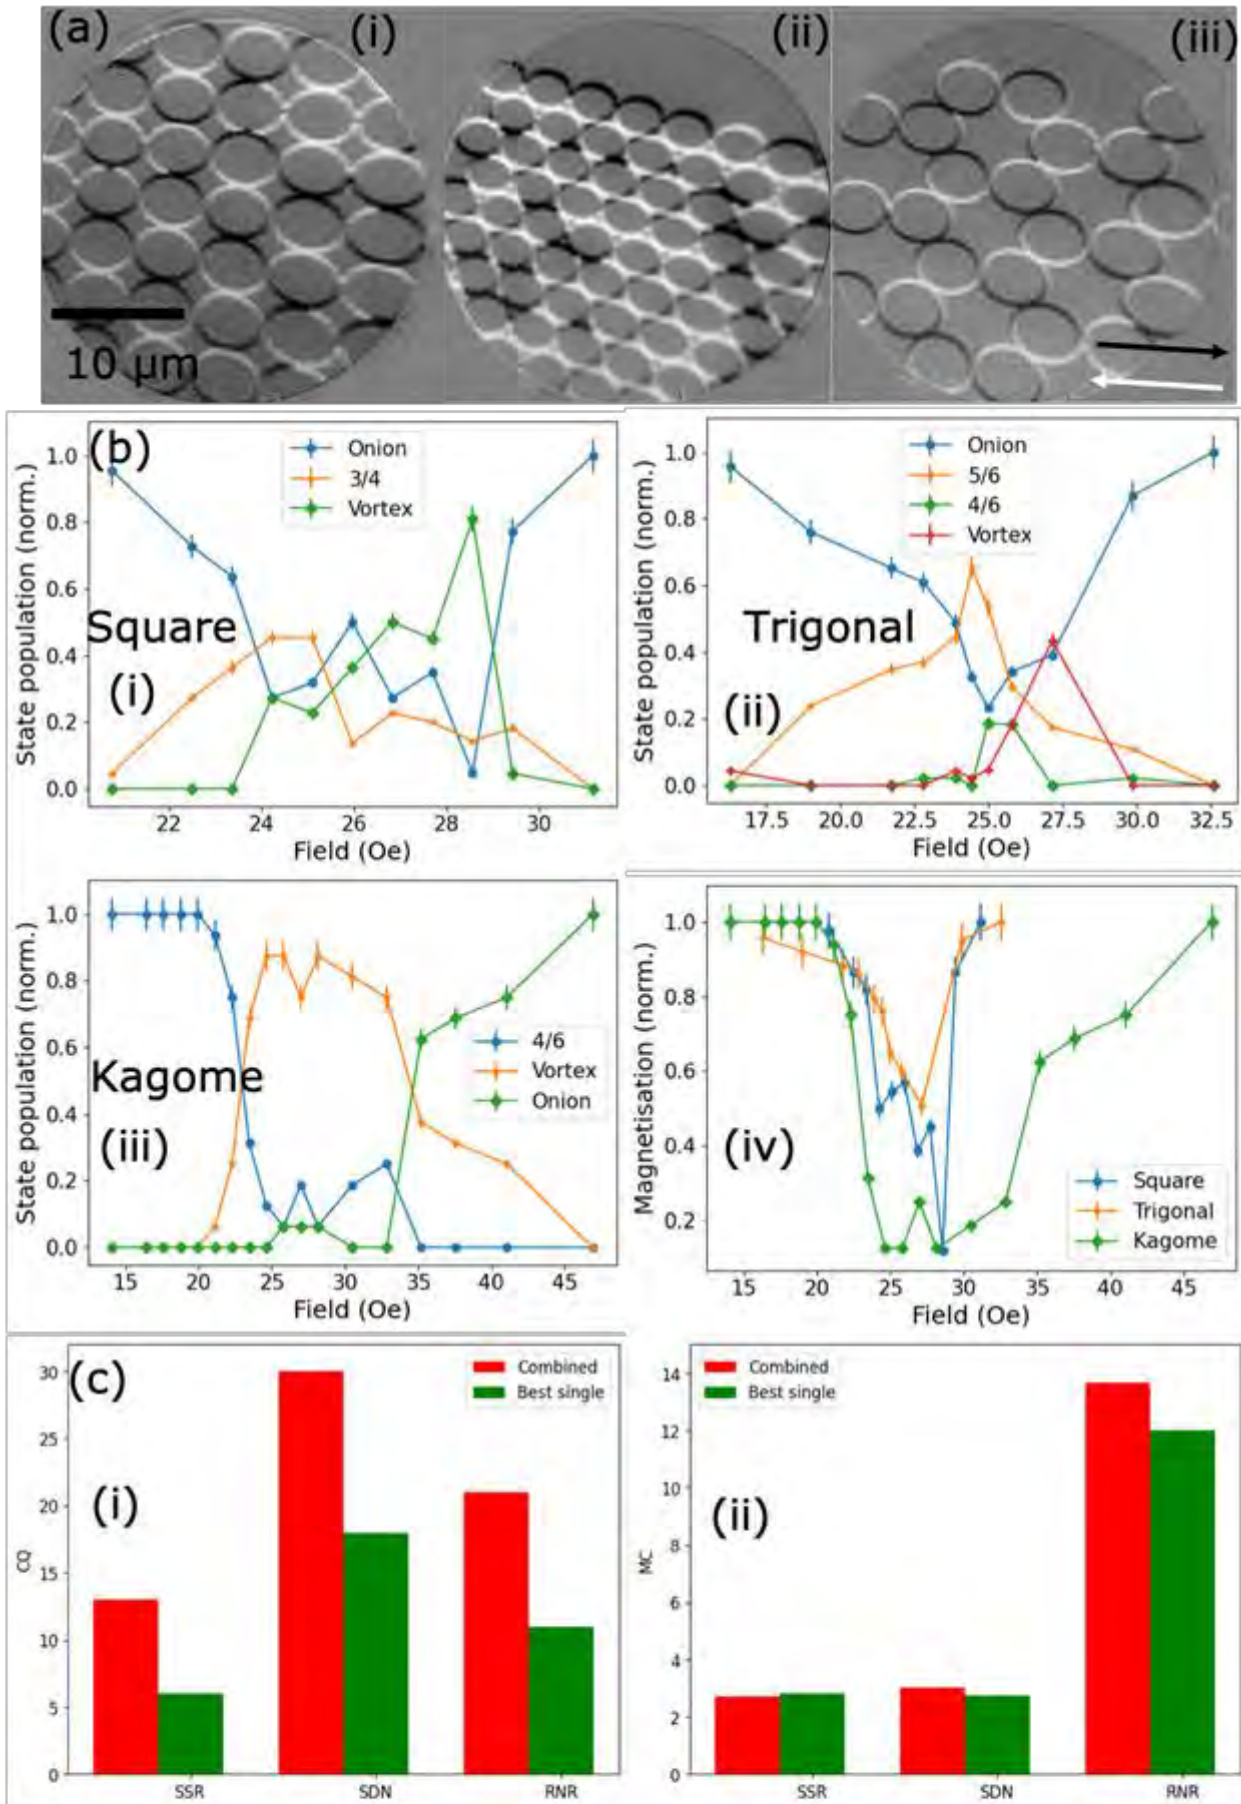 (a)
(i)
(ii)
(iii)
10 µm
(b)
Onion
3/4
Vortex
Square
(i)
State population (norm.)
1.0
0.8
0.6
0.4
0.2
0.0
22
24
26
28
30
Field (Oe)
Onion
5/6
4/6
Vortex
Trigonal
(ii)
State population (norm.)
1.0
0.8
0.6
0.4
0.2
0.0
17.5
20.0
22.5
25.0
27.5
30.0
32.5
Field (Oe)
4/6
Vortex
Onion
Kagome
(iii)
State population (norm.)
1.0
0.8
0.6
0.4
0.2
0.0
15
20
25
30
35
40
45
Field (Oe)
(iv)
Square
Trigonal
Kagome
Magnetisation (norm.)
1.0
0.8
0.6
0.4
0.2
15
20
25
30
35
40
45
Field (Oe)
(c)
Combined
Best single
(i)
CQ
30
25
20
15
10
5
0
SSR
SDN
RNR
Combined
Best single
(ii)
MC
14
12
10
8
6
4
2
0
SSR
SDN
RNR